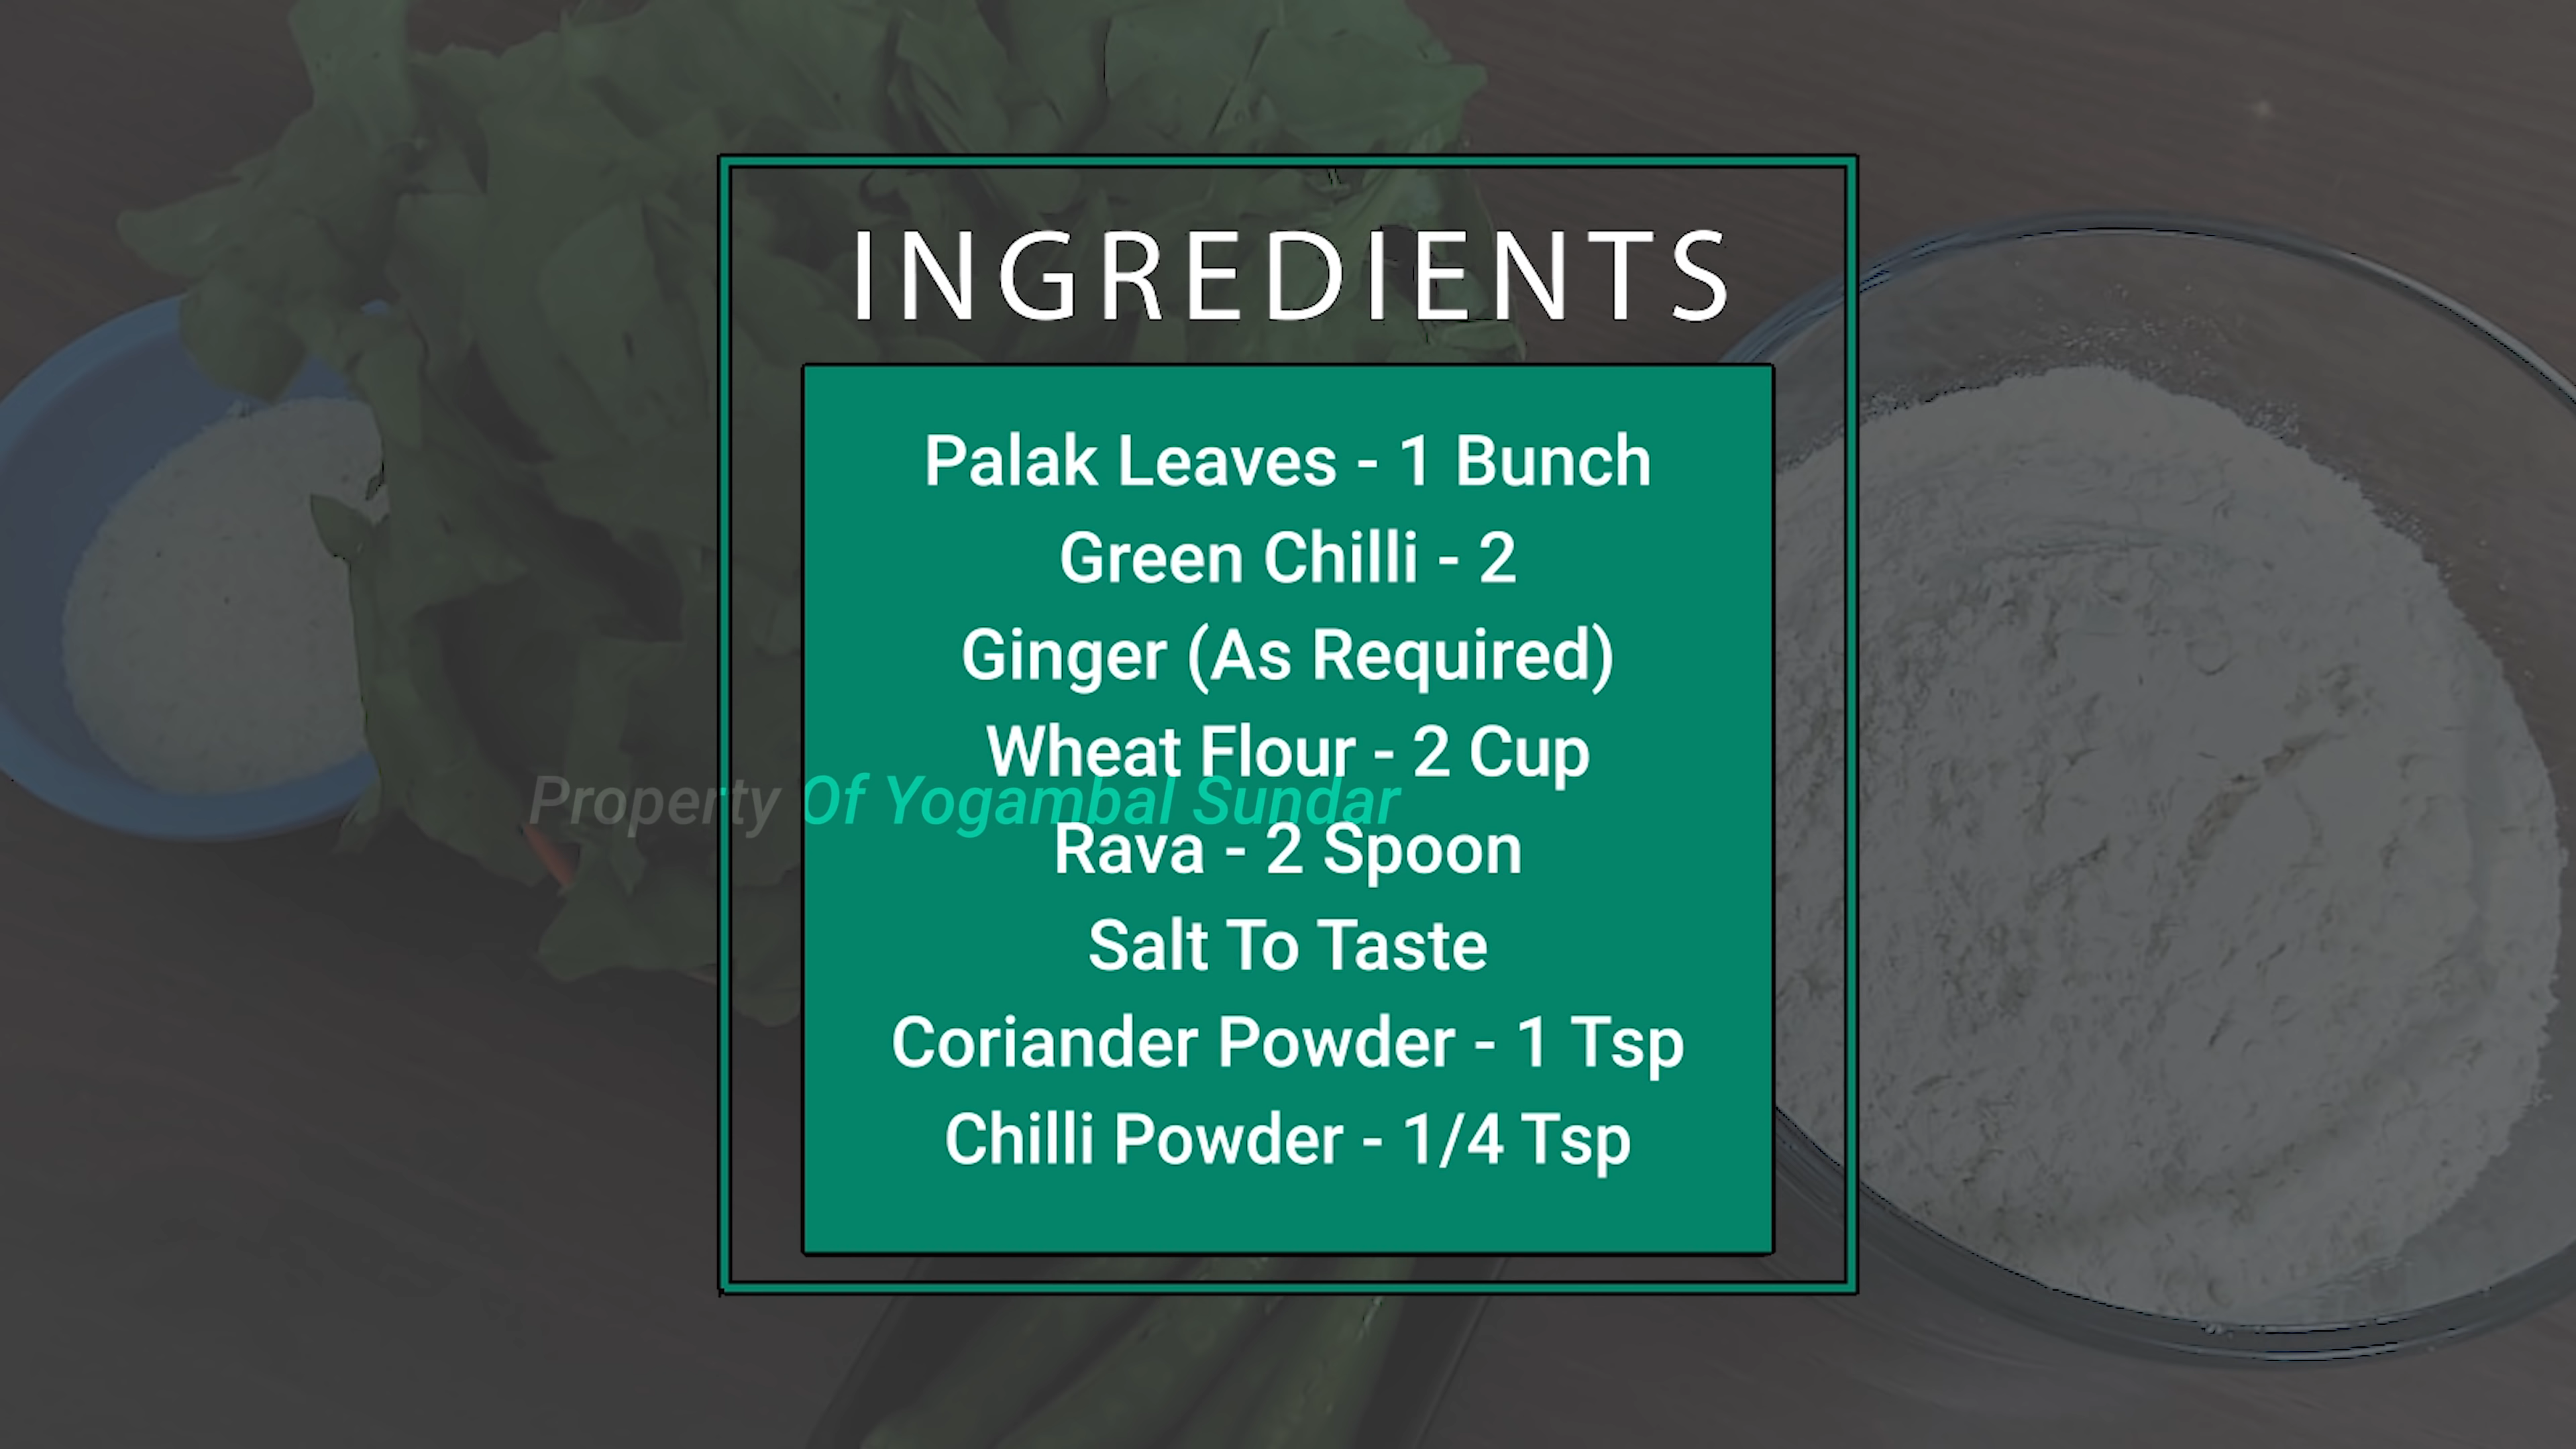 INGREDIENTS
Palak Leaves - 1 Bunch
Green Chilli - 2
Ginger (As Required)
Wheat Flour - 2 Cup
Property Of Yogambal Sundar
Rava - 2 Spoon
Salt To Taste
Coriander Powder - 1 Tsp
Chilli Powder - 1/4 Tsp